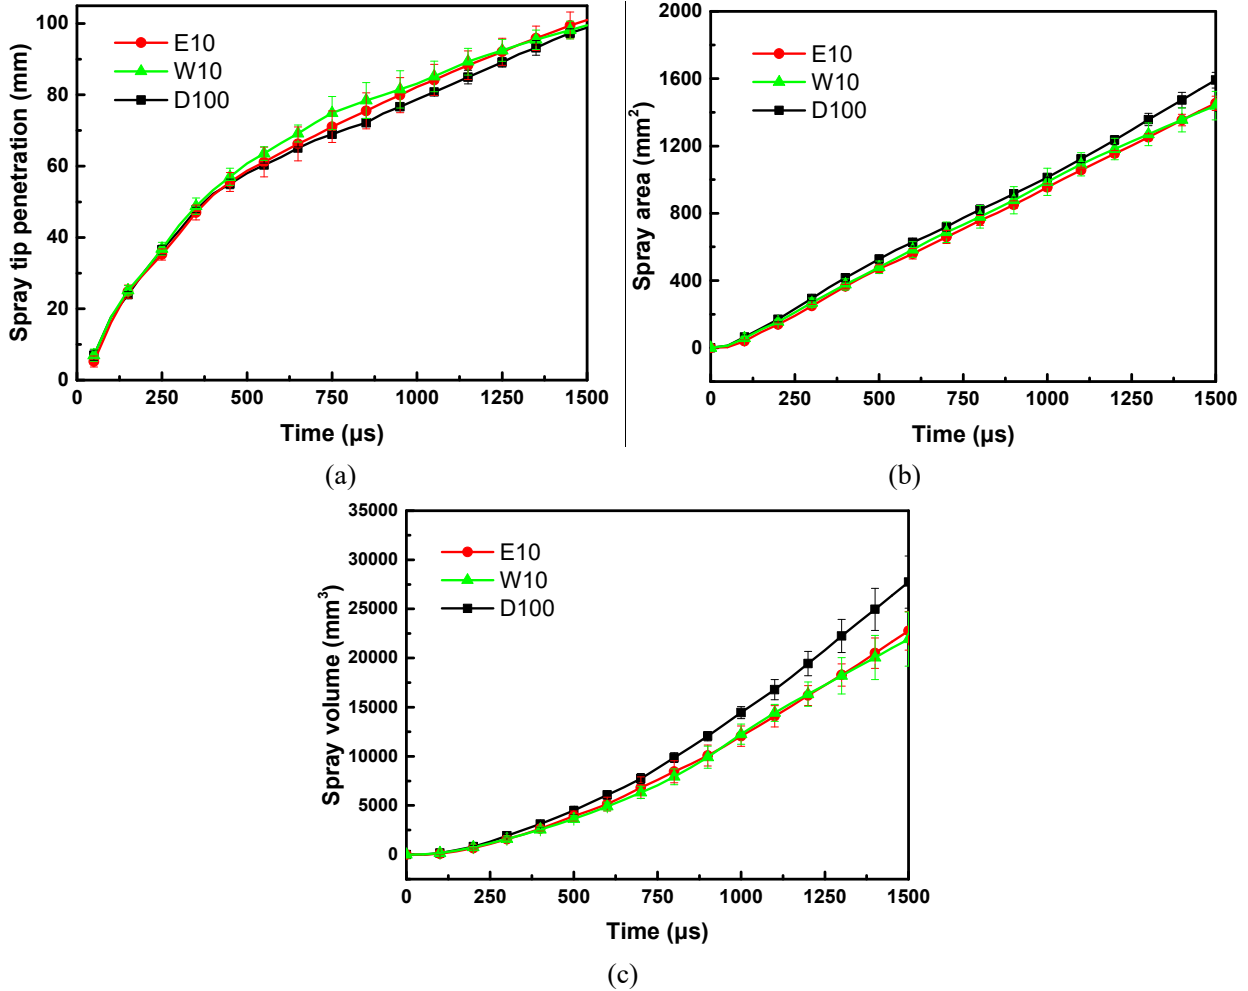 100
80
60
40
20
0
Spray tip penetration (mm)
E10
W10
D100
0
250
500
750
1000
1250
1500
Time (µs)
(a)
2000
1600
1200
800
400
0
Spray area (mm²)
E10
W10
D100
0
250
500
750
1000
1250
1500
Time (µs)
(b)
35000
30000
25000
20000
15000
10000
5000
0
Spray volume (mm³)
E10
W10
D100
0
250
500
750
1000
1250
1500
Time (µs)
(c)